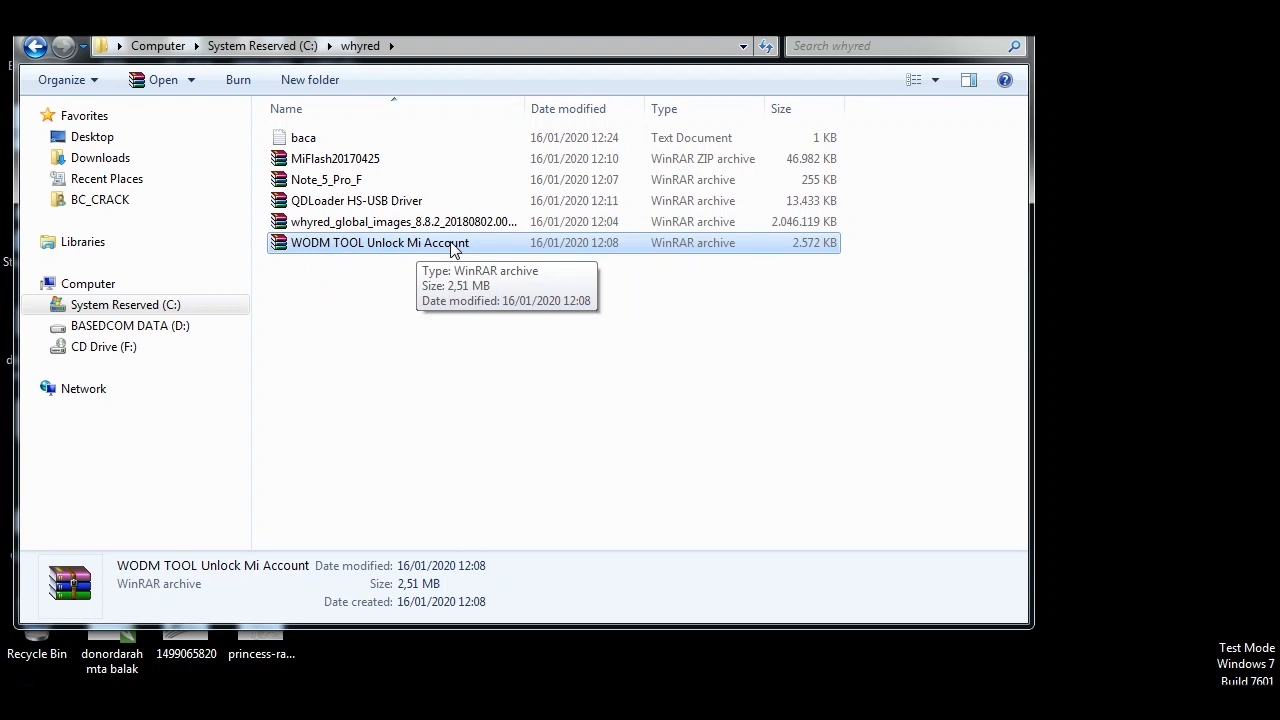 Computer System Reserved (C:) whyred Search whyred
Organize Open Burn New folder
Name Date modified Type Size
Favorites
Desktop
Downloads
Recent Places
BC_CRACK
Libraries
Computer
System Reserved (C:)
BASEDCOM DATA (D:)
CD Drive (F:)
Network
baca 16/01/2020 12:24 Text Document 1 KB
MiFlash20170425 16/01/2020 12:10 WinRAR ZIP archive 46.982 KB
Note_5_Pro_F 16/01/2020 12:07 WinRAR archive 255 KB
QDLoader HS-USB Driver 16/01/2020 12:11 WinRAR archive 13.433 KB
whyred_global_images_8.8.2_20180802.00... 16/01/2020 12:04 WinRAR archive 2.046.119 KB
WODM TOOL Unlock Mi Account 16/01/2020 12:08 WinRAR archive 2.572 KB
Type: WinRAR archive
Size: 2,51 MB
Date modified: 16/01/2020 12:08
WODM TOOL Unlock Mi Account Date modified: 16/01/2020 12:08
WinRAR archive Size: 2,51 MB
Date created: 16/01/2020 12:08
Recycle Bin
donordarah
mta balak
1499065820
princess-ra...
Test Mode
Windows 7
Build 7601